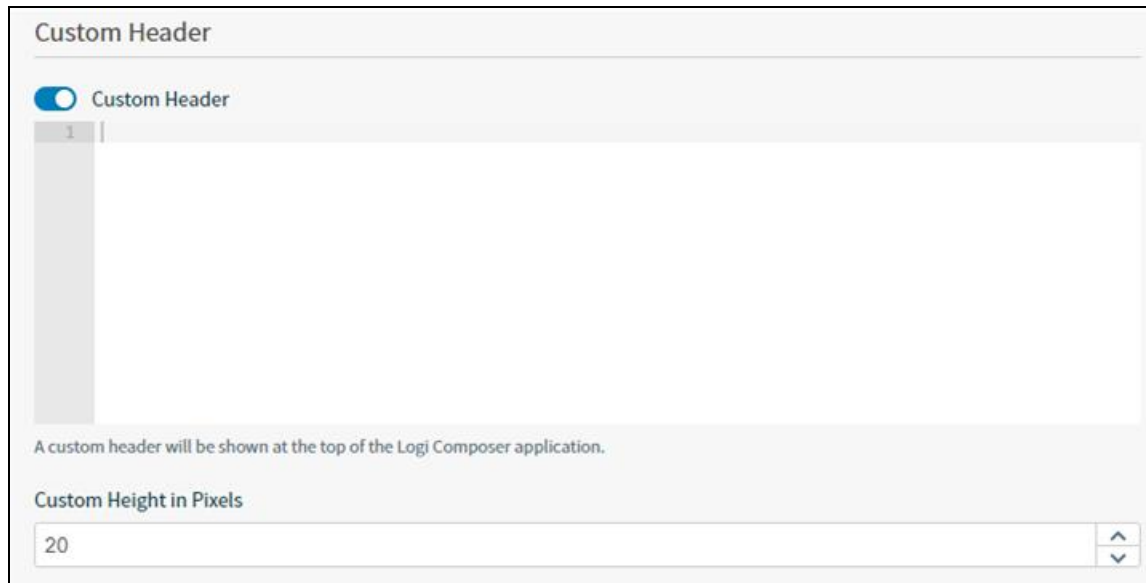 Custom Header
Custom Header
1
A custom header will be shown at the top of the Logi Composer application.
Custom Height in Pixels
20